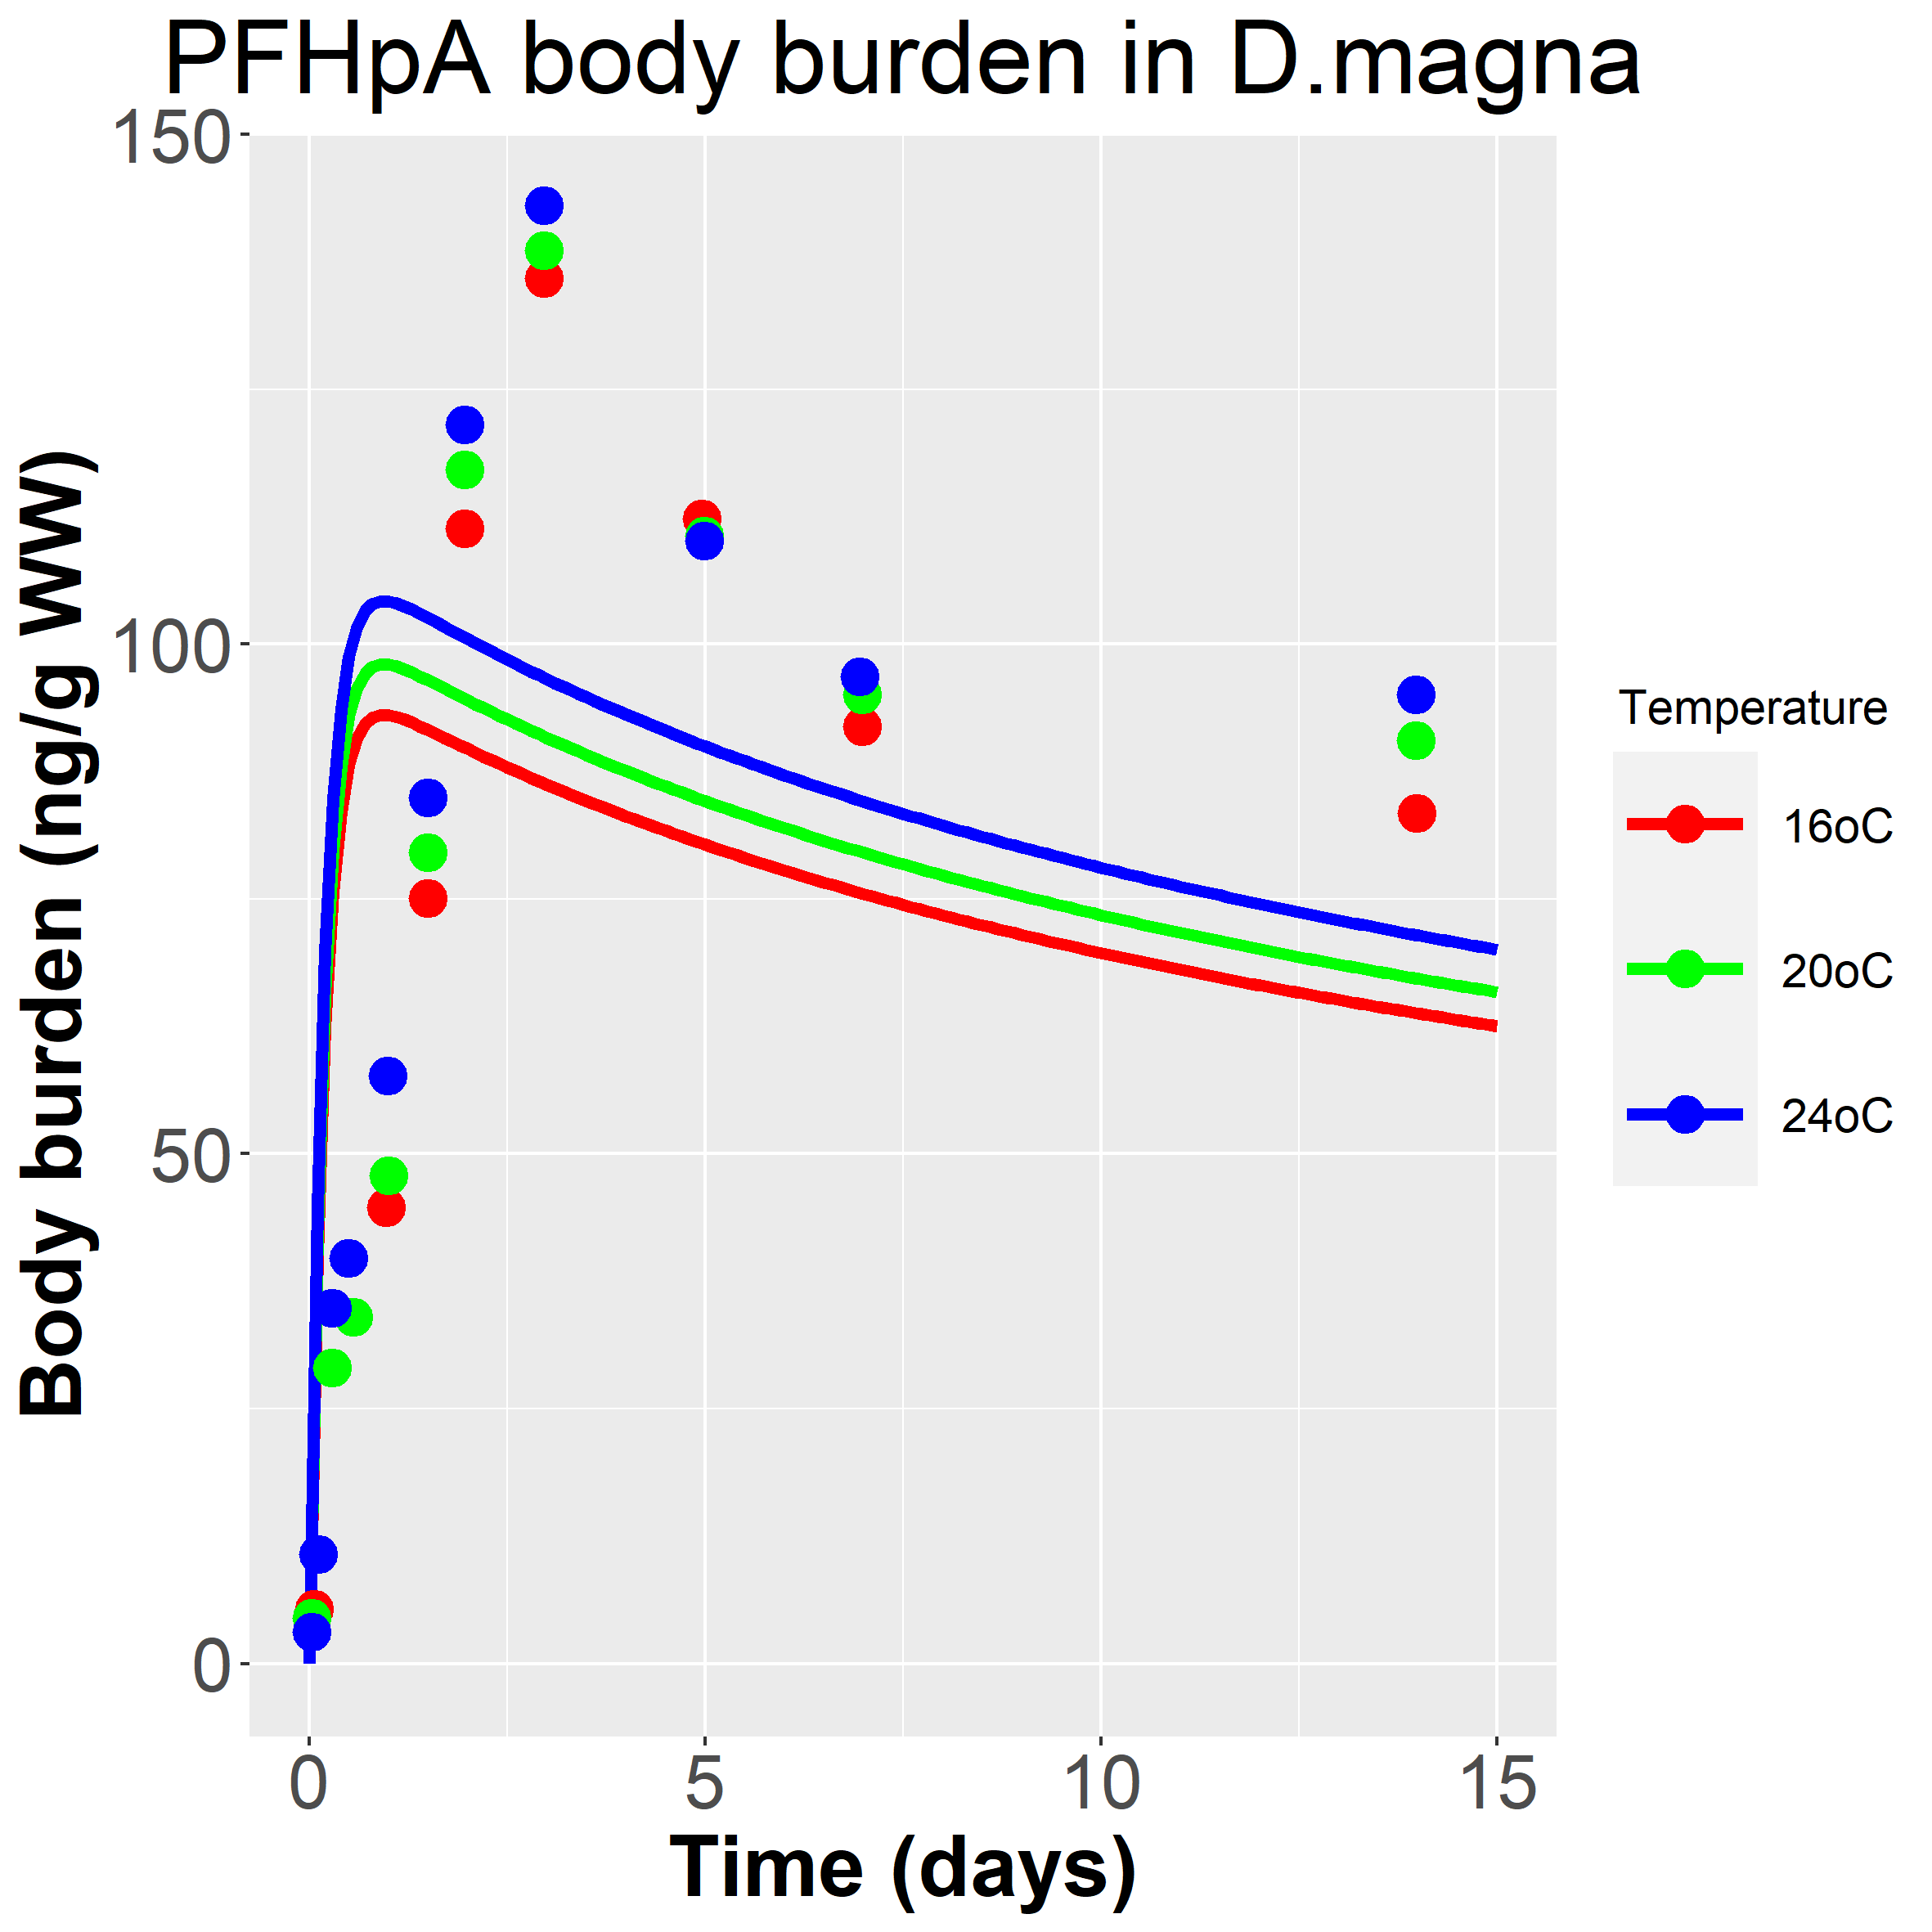 PFHpA body burden in D.magna
150
100
50
0
Body burden (ng/g WW)
0 5 10 15
Time (days)
Temperature
16oC
20oC
24oC